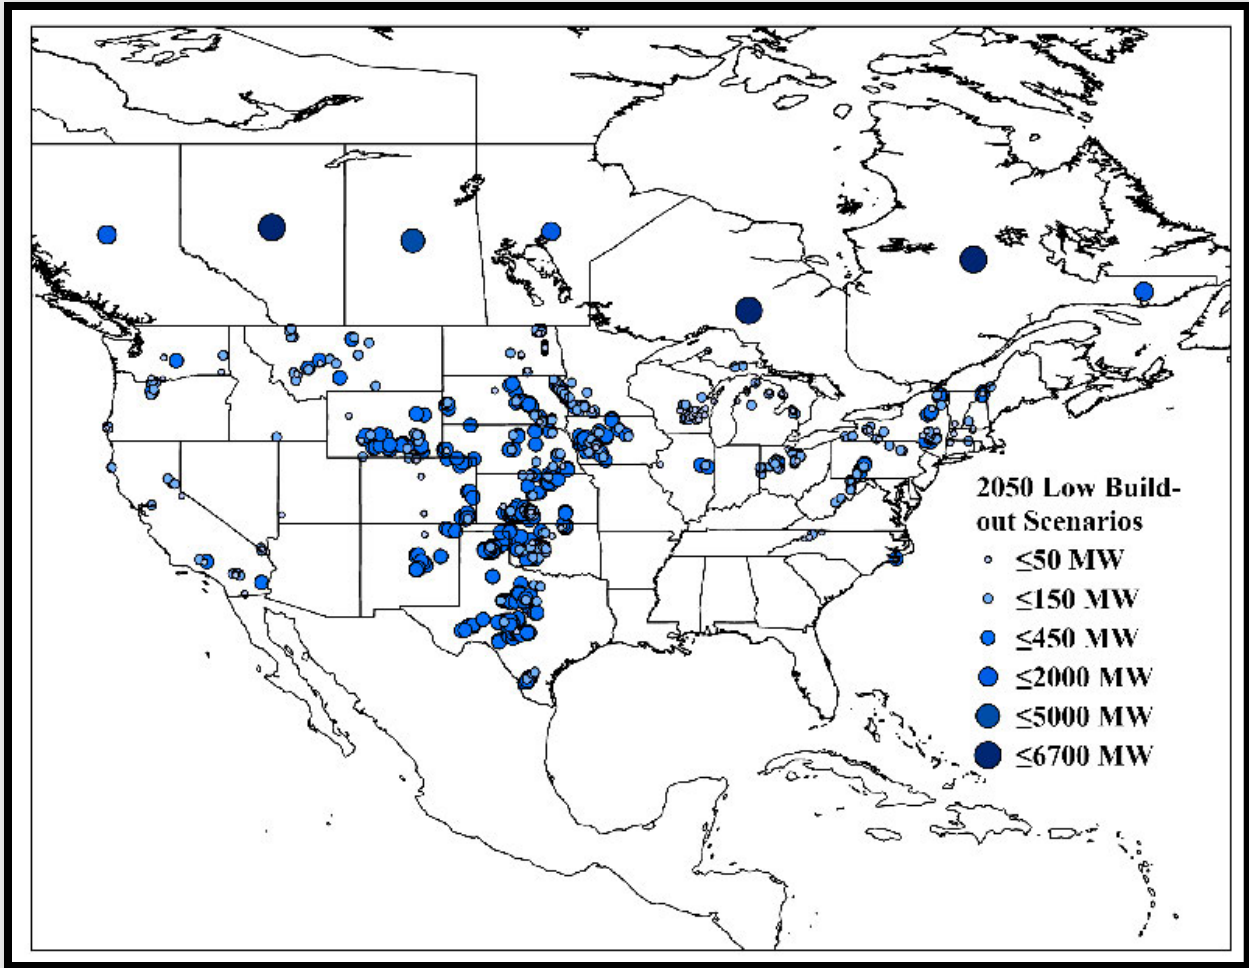 2050 Low Build-
out Scenarios
≤50 MW
≤150 MW
≤450 MW
≤2000 MW
≤5000 MW
≤6700 MW